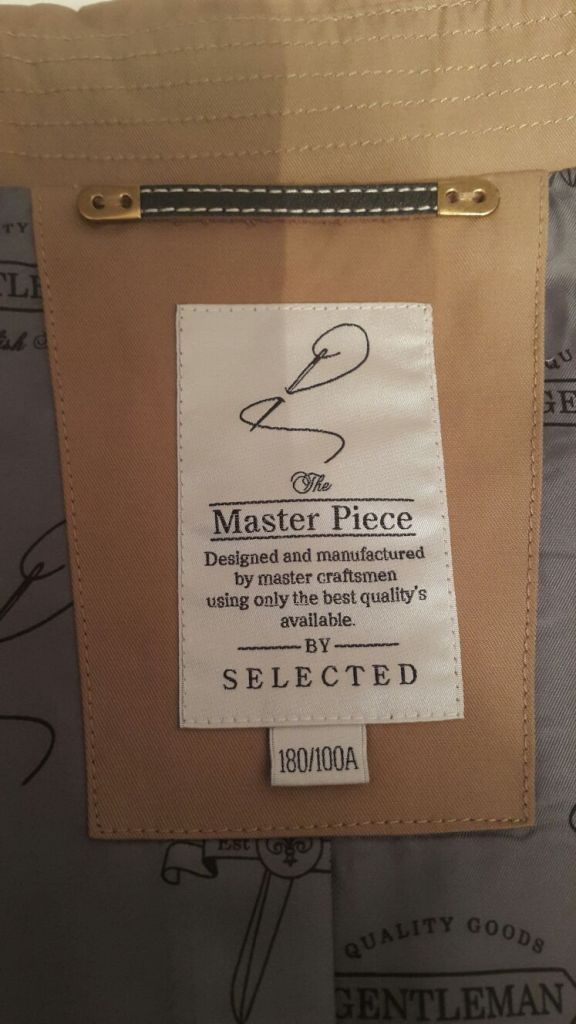 The
Master Piece
Designed and manufactured
by master craftsmen
using only the best quality's
available.
BY
SELECTED
180/100A
Est
QUALITY GOODS
GENTLEMAN